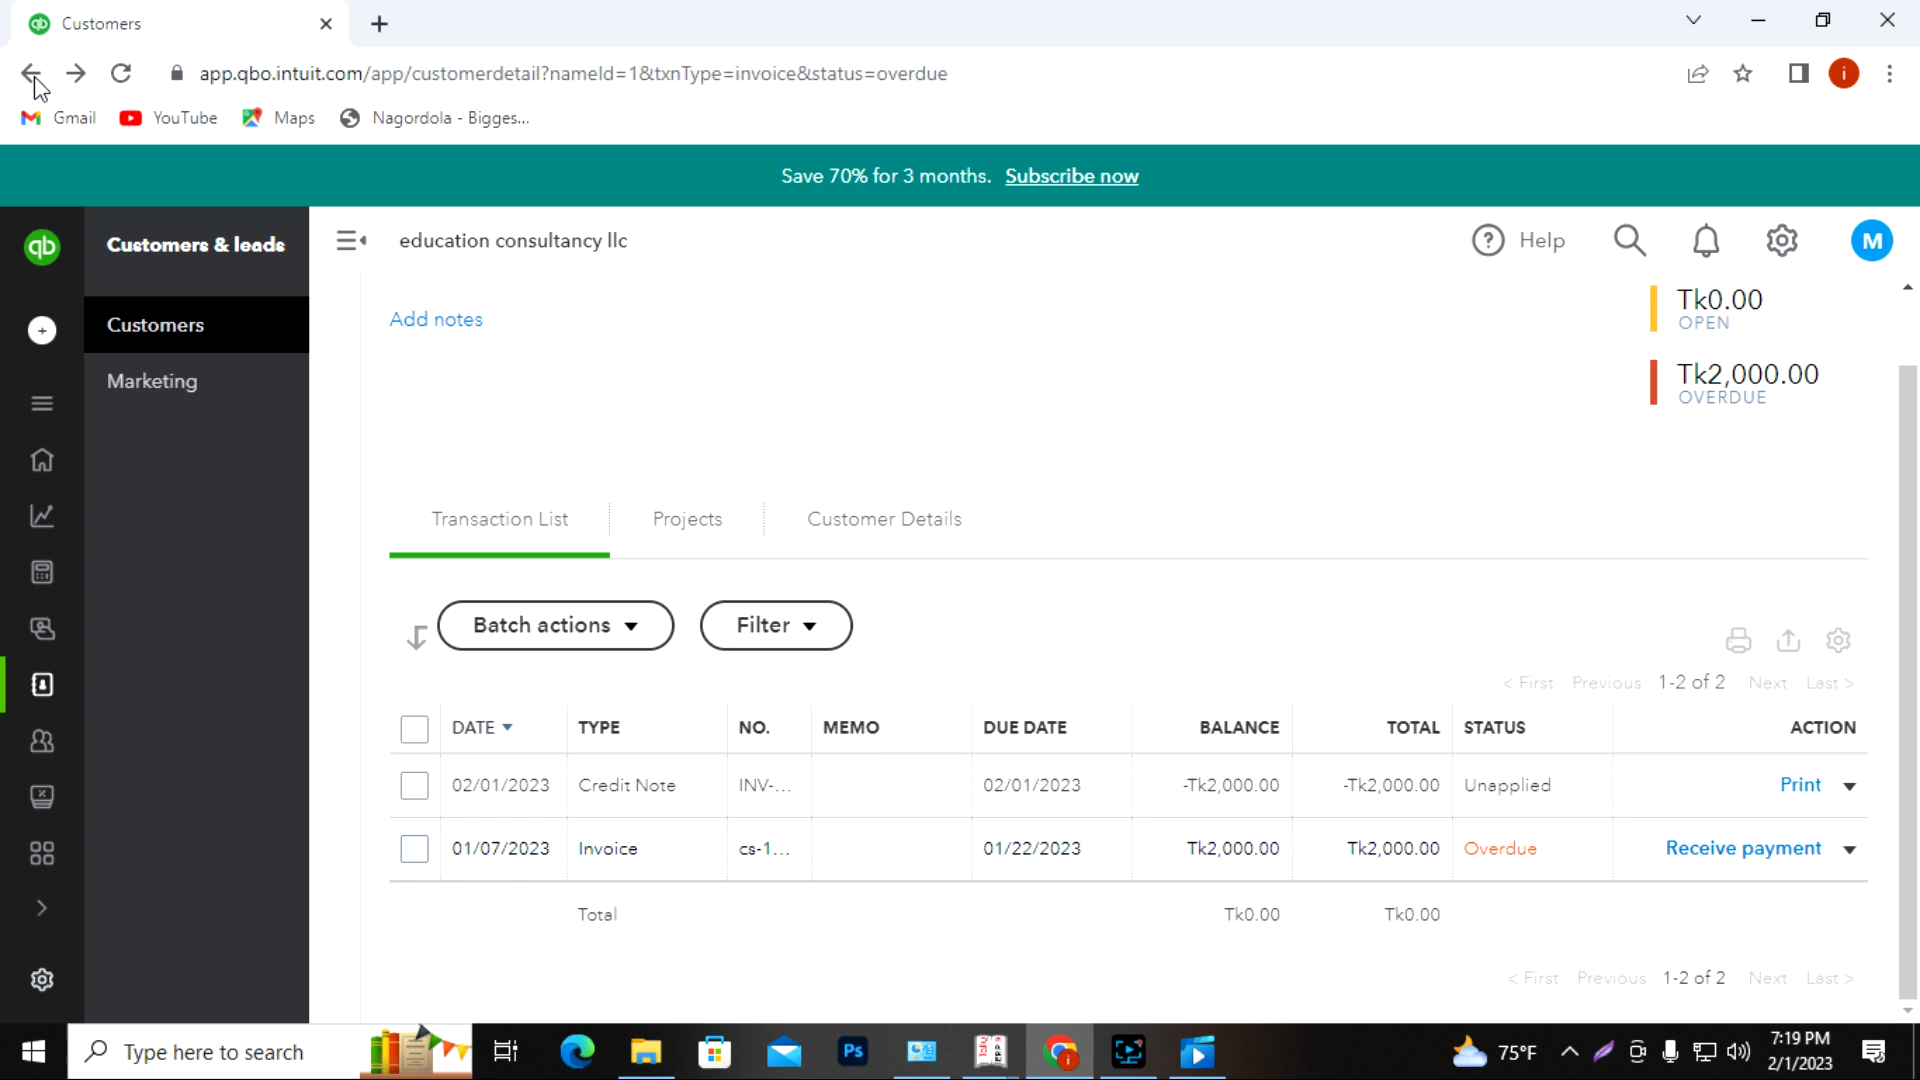 Customers
app.qbo.intuit.com/app/customerdetail?nameId=1&txnType=invoice&status=overdue
i
Gmail
YouTube
Maps
Nagordola - Bigges...
Save 70% for 3 months. Subscribe now
qb
Customers & leads
education consultancy llc
Help
M
Customers
Marketing
Add notes
Tk0.00
OPEN
Tk2,000.00
OVERDUE
Transaction List
Projects
Customer Details
Batch actions
Filter
< First Previous 1-2 of 2 Next Last >
DATE TYPE NO. MEMO DUE DATE BALANCE TOTAL STATUS ACTION
02/01/2023 Credit Note INV-... 02/01/2023 -Tk2,000.00 -Tk2,000.00 Unapplied Print
01/07/2023 Invoice cs-1... 01/22/2023 Tk2,000.00 Tk2,000.00 Overdue Receive payment
Total Tk0.00 Tk0.00
< First Previous 1-2 of 2 Next Last >
Type here to search
Ps
75°F
7:19 PM
2/1/2023